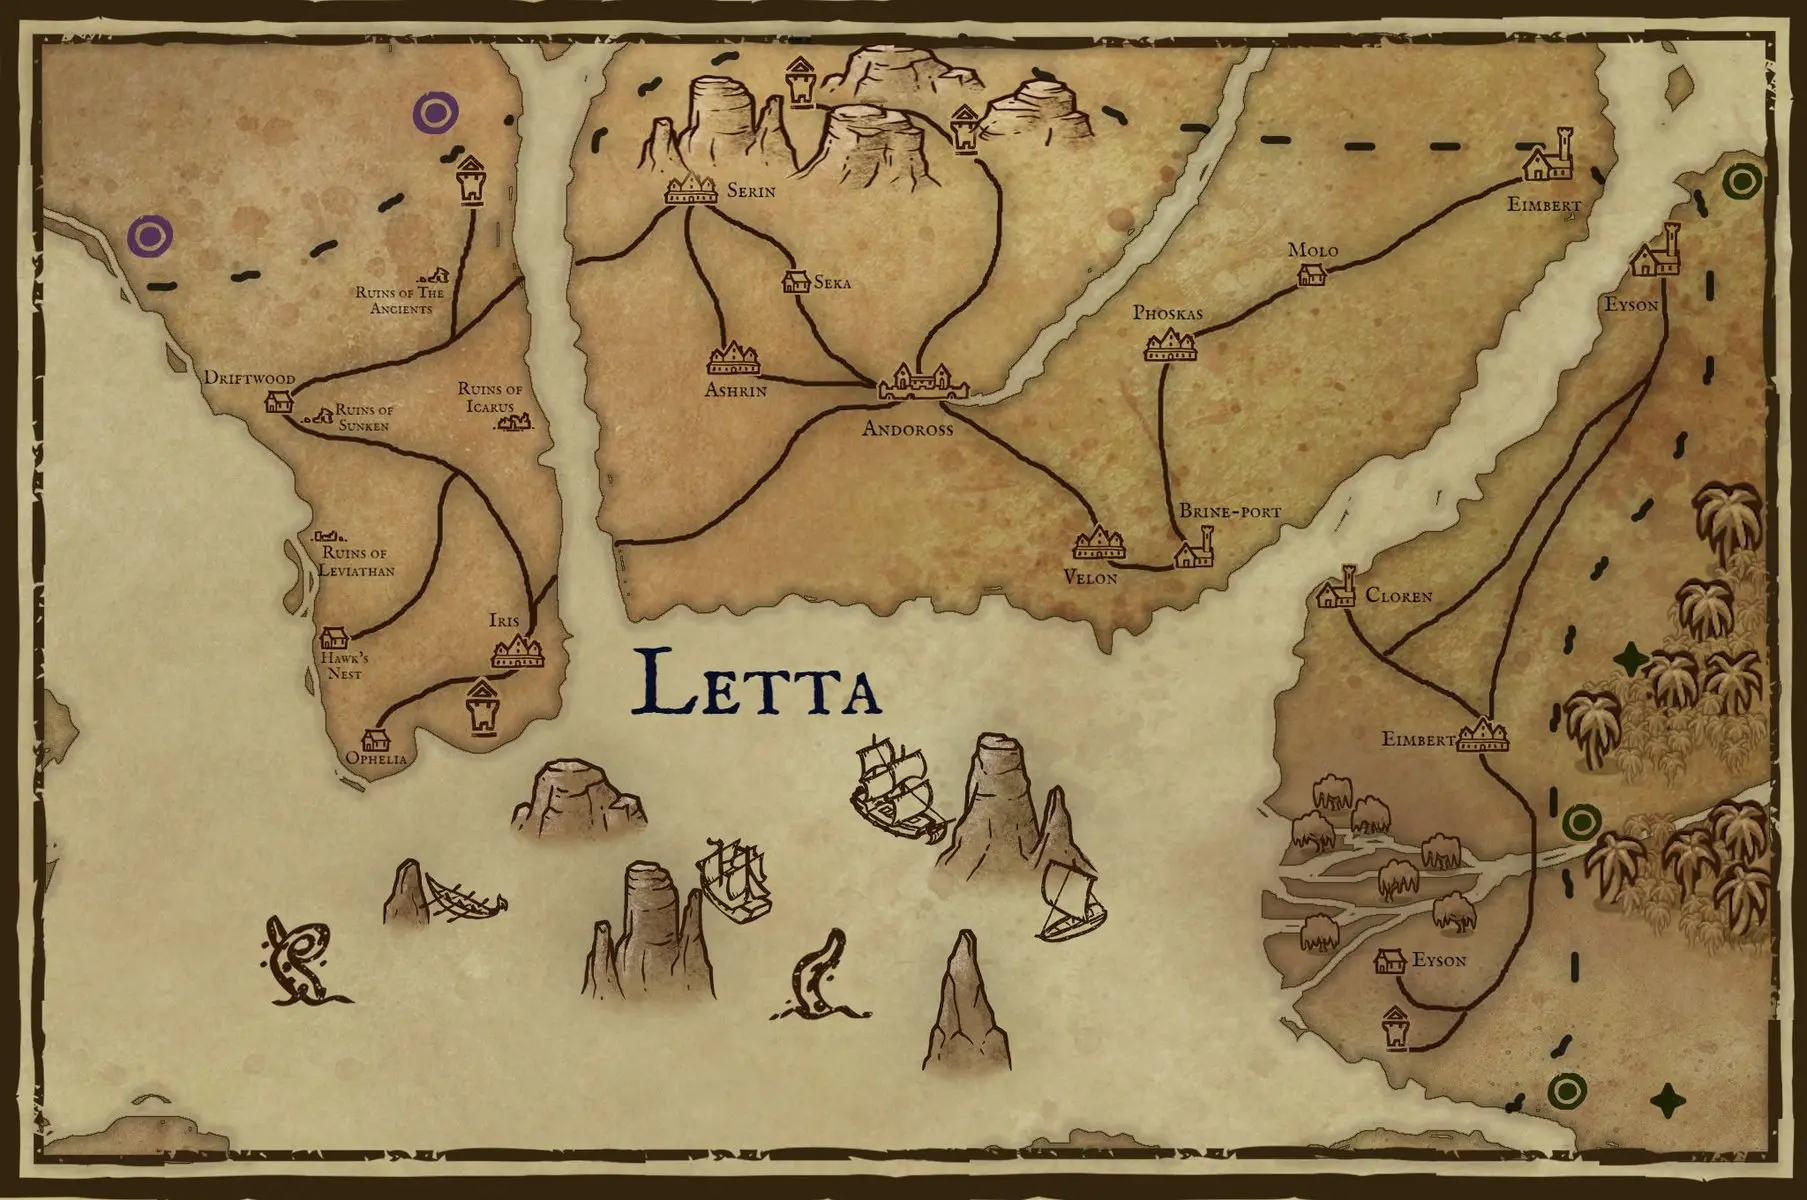 Serin
Eimbert
Molo
Seka
Ruins of The
Ancients
Eyson
Phoskas
Driftwood
Ruins of
Icarus
Ashrin
Ruins of
Sunken
Andoross
Brine-port
Ruins of
Leviathan
Velon
Cloren
Iris
Hawk's
Nest
Letta
Eimbert
Ophelia
Eyson